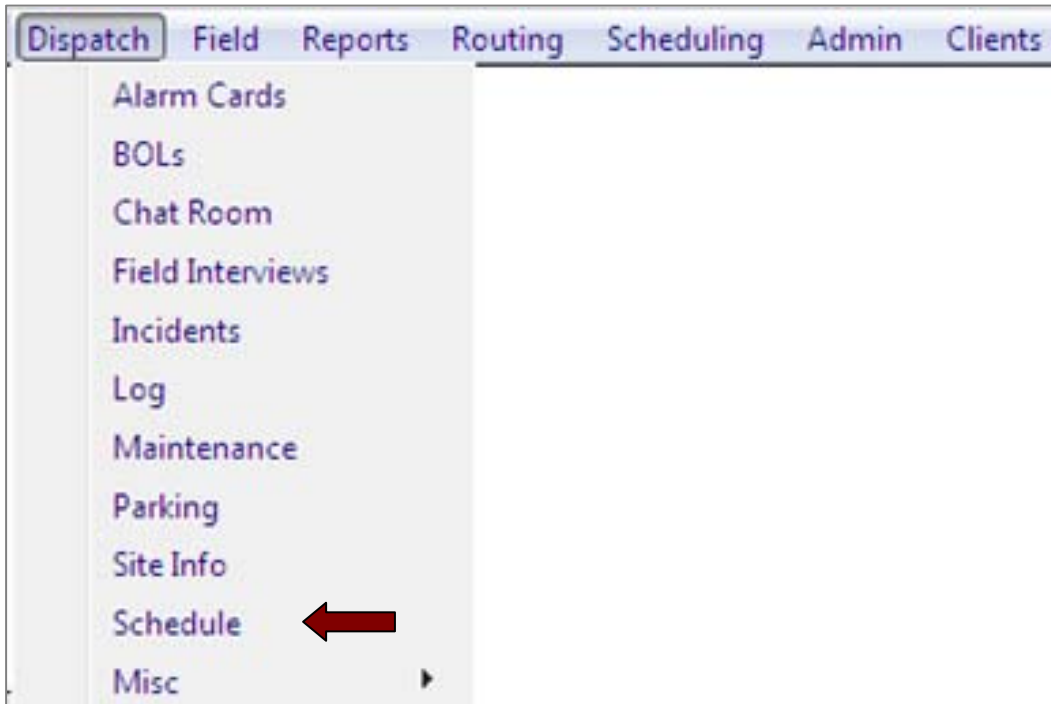 Dispatch Field Reports Routing Scheduling Admin Clients
Alarm Cards
BOLs
Chat Room
Field Interviews
Incidents
Log
Maintenance
Parking
Site Info
Schedule
Misc